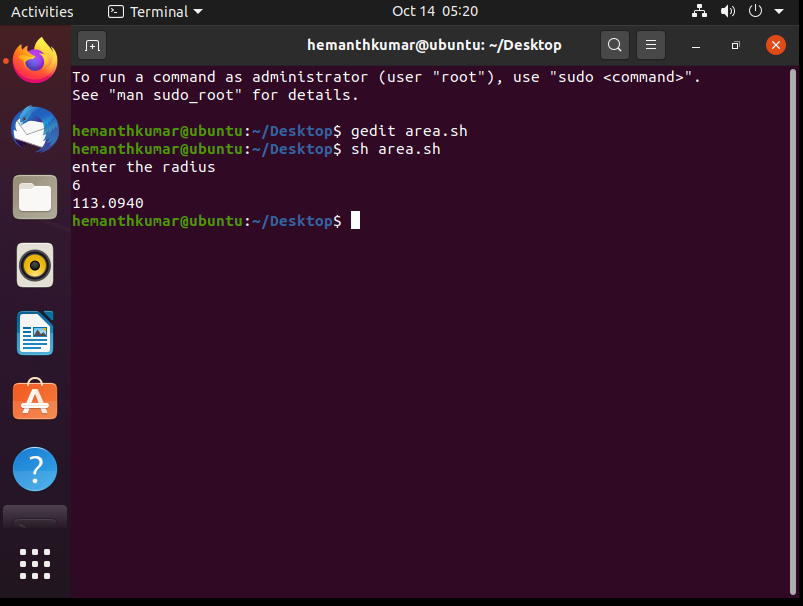 Activities
Terminal
Oct 14 05:20
hemanthkumar@ubuntu: ~/Desktop
To run a command as administrator (user "root"), use "sudo <command>".
See "man sudo_root" for details.
hemanthkumar@ubuntu:~/Desktop$ gedit area.sh
hemanthkumar@ubuntu:~/Desktop$ sh area.sh
enter the radius
6
113.0940
hemanthkumar@ubuntu:~/Desktop$